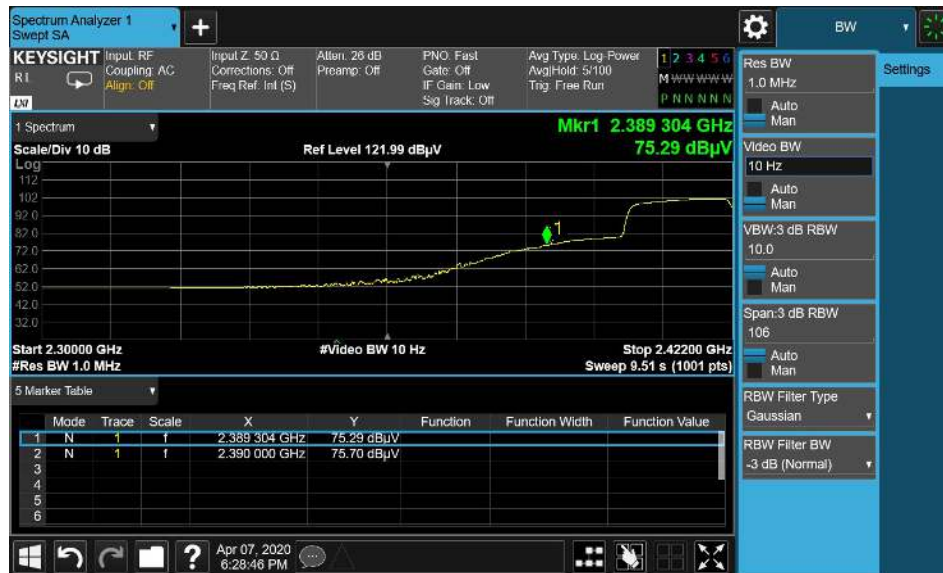 Spectrum Analyzer 1
Swept SA
+
BW
KEYSIGHT
RL
LXI
Input: RF
Coupling: AC
Align: Off
Input Z: 50 Ω
Corrections: Off
Freq Ref: Int (S)
Atten: 26 dB
Preamp: Off
PNO: Fast
Gate: Off
IF Gain: Low
Sig Track: Off
Avg Type: Log-Power
Avg|Hold: 5/100
Trig: Free Run
1 2 3 4 5 6
M W W W W W
P N N N N N
1 Spectrum
Mkr1 2.389 304 GHz
Scale/Div 10 dB
Ref Level 121.99 dBµV
75.29 dBµV
Log
112
102
92.0
82.0
72.0
62.0
52.0
42.0
32.0
1
Start 2.30000 GHz
#Video BW 10 Hz
Stop 2.42200 GHz
#Res BW 1.0 MHz
Sweep 9.51 s (1001 pts)
5 Marker Table
Mode Trace Scale X Y Function Function Width Function Value
1 N 1 f 2.389 304 GHz 75.29 dBµV
2 N 1 f 2.390 000 GHz 75.70 dBµV
3
4
5
6
Res BW
1.0 MHz
Auto
Man
Video BW
10 Hz
Auto
Man
VBW:3 dB RBW
10.0
Auto
Man
Span:3 dB RBW
106
Auto
Man
RBW Filter Type
Gaussian
RBW Filter BW
-3 dB (Normal)
Settings
?
Apr 07, 2020
6:28:46 PM